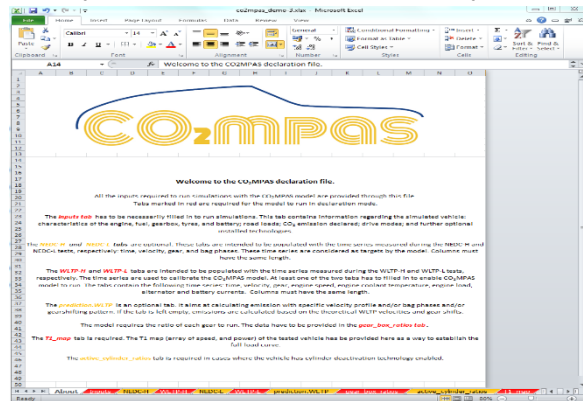 co2mpas_demo-3.xlsx - Microsoft Excel
File Home Insert Page Layout Formulas Data Review View
Calibri 14 General Conditional Formatting Insert
Paste Format as Table Delete Sort & Find &
Cell Styles Format Filter Select
Clipboard Font Alignment Number Styles Cells Editing
A14 fx Welcome to the CO2MPAS declaration file.
A B C D E F G H I J K L M N O
CO2mpas
Welcome to the CO2MPAS declaration file.
All the inputs required to run simulations with the CO2MPAS model are provided through this file
Tabs marked in red are required for the model to run in declaration mode.
The inputs tab has to be necessarily filled in to run simulations. This tab contains information regarding the simulated vehicle:
characteristics of the engine, fuel, gearbox, tyres, and battery; road loads; CO2 emission declared; drive modes; and further optional
installed technologies.
The NEDC-H and NEDC-L tabs are optional. These tabs are intended to be populated with the time series measured during the NEDC-H and
NEDC-L tests, respectively: time, velocity, gear, and bag phases. These time series are considered as targets by the model. Columns must
have the same length.
The WLTP-H and WLTP-L tabs are intended to be populated with the time series measured during the WLTP-H and WLTP-L tests,
respectively. The time series are used to calibrate the CO2MPAS model. At least one of the two tabs has to filled in to enable CO2MPAS
model to run. The tabs contain the following time series: time, velocity, gear, engine speed, engine coolant temperature, engine load,
alternator and battery currents. Columns must have the same length.
The prediction.WLTP is an optional tab. It aims at calculating emission with specific velocity profile and/or bag phases and/or
gearshifting pattern. If the tab is left empty, emissions are calculated based on the theoretical WLTP velocities and gear shifts.
The model requires the ratio of each gear to run. The data have to be provided in the gear_box_ratios tab.
The T1_map tab is required. The T1 map (array of speed, and power) of the tested vehicle has be provided here as a way to establish the
full load curve.
The active_cylinder_ratios tab is required in cases where the vehicle has cylinder deactivation technology enabled.
About inputs NEDC-H WLTP-H NEDC-L WLTP-L prediction.WLTP gear_box_ratios active_cylinder_ratios T1_map
Ready 80%